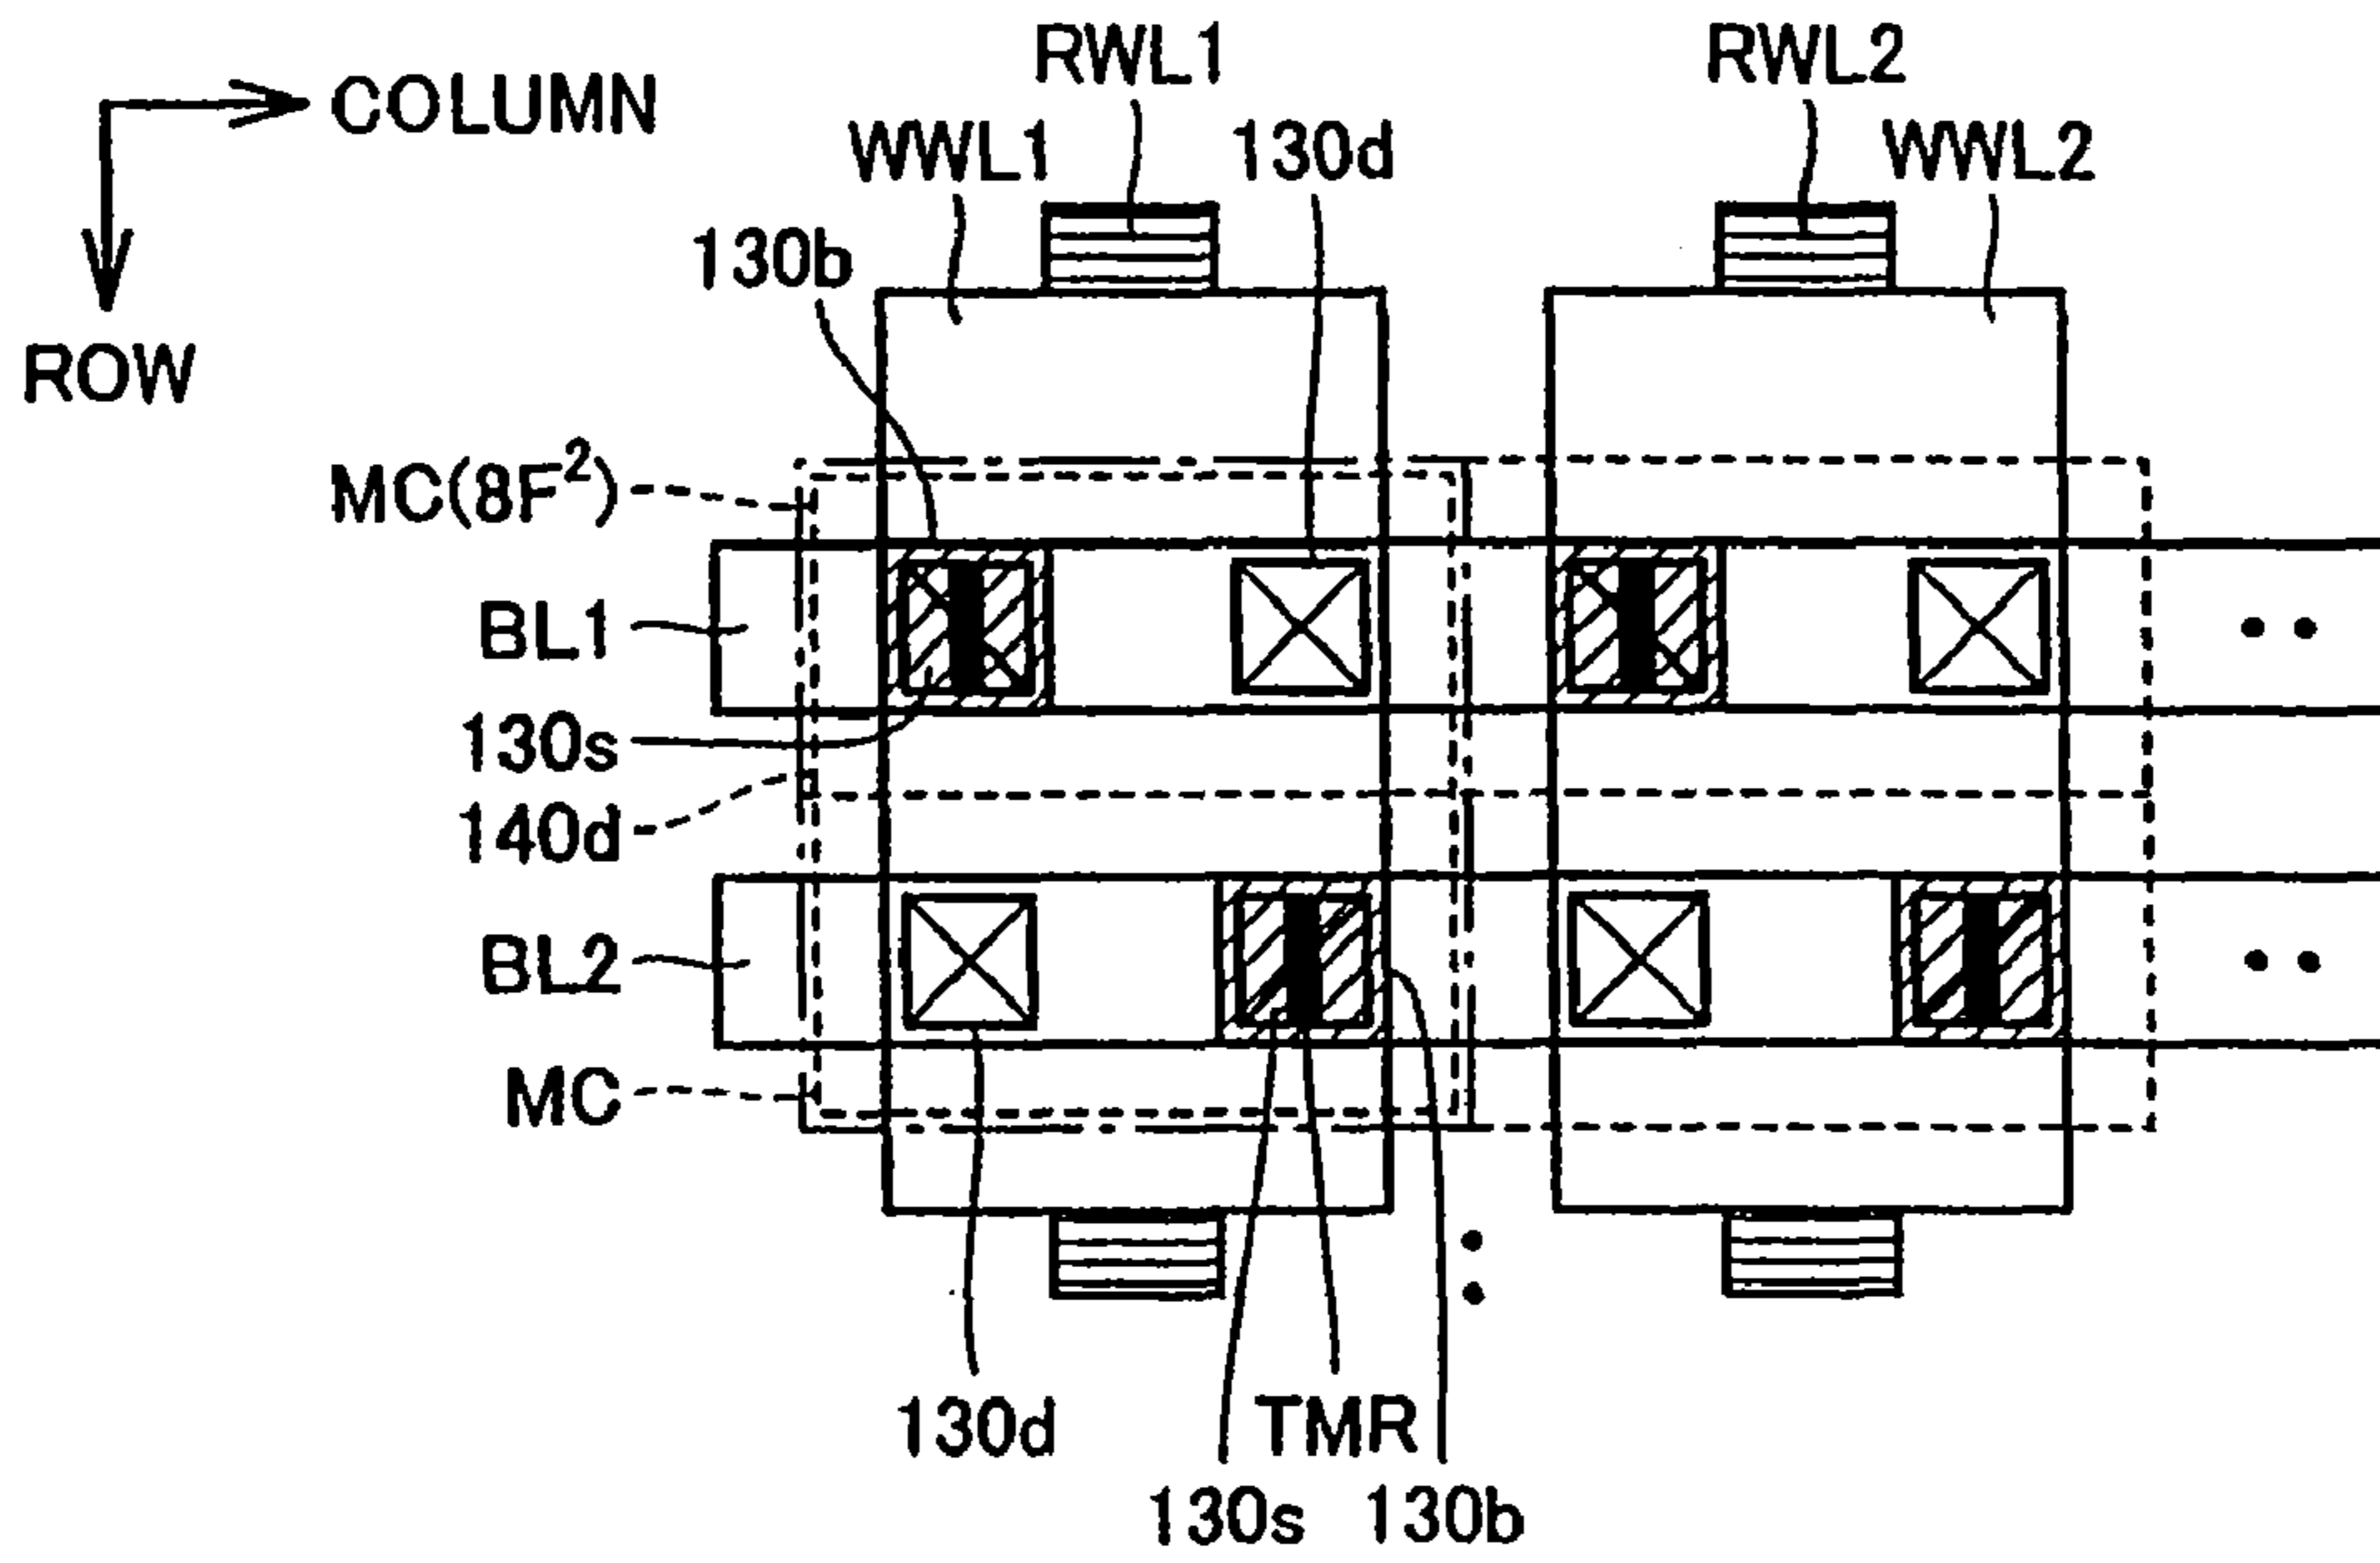 RWL1
RWL2
COLUMN
WWL1
130d
WWL2
130b
ROW
MC(8F²)
BL1
130s
140d
BL2
MC
130d
TMR
130s
130b